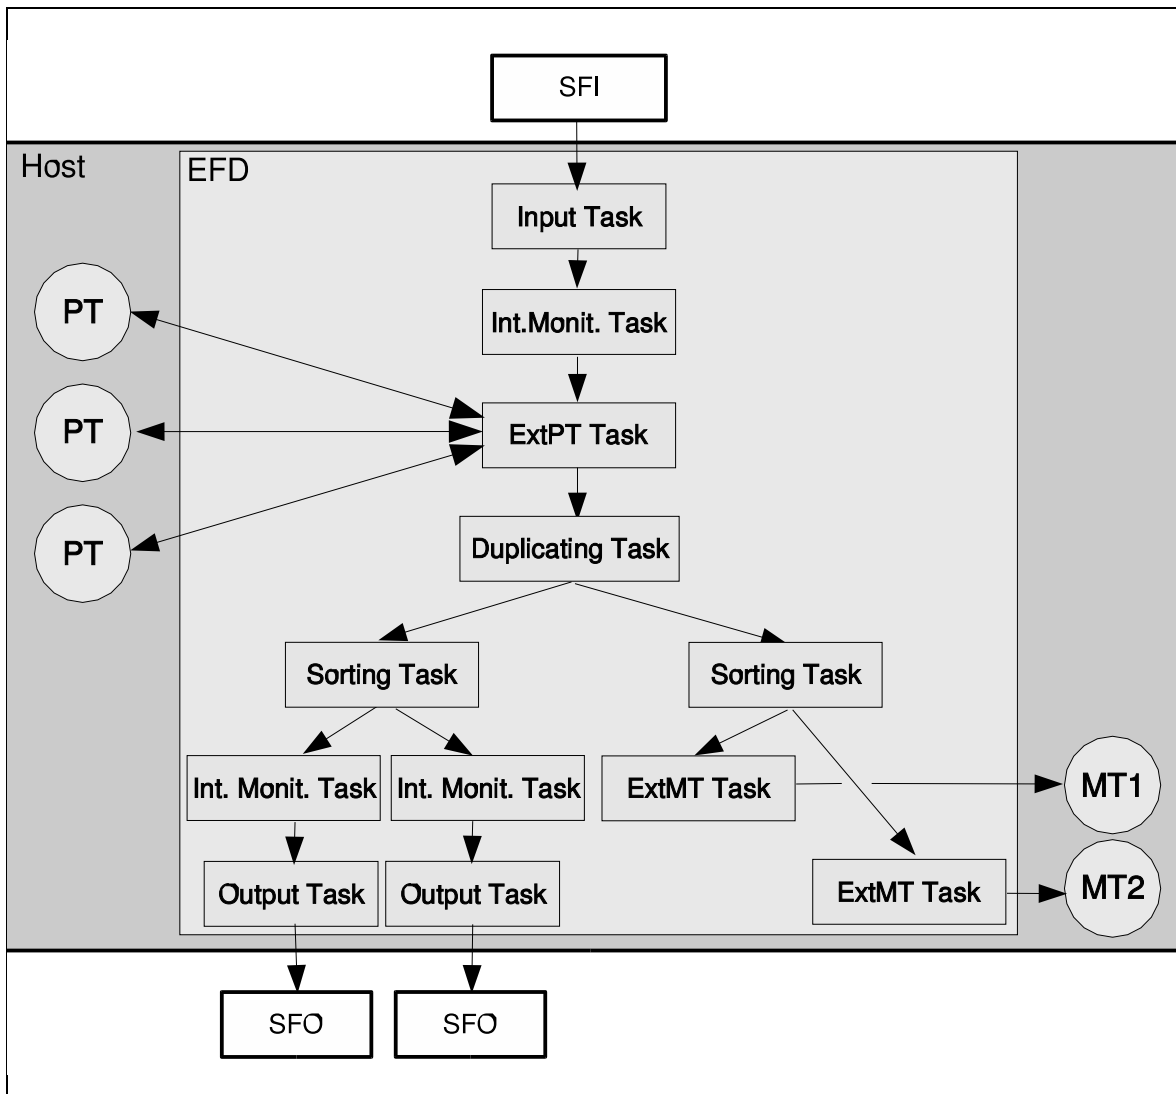 SFI
Host
EFD
Input Task
PT
Int.Monit. Task
PT
ExtPT Task
PT
Duplicating Task
Sorting Task
Sorting Task
Int. Monit. Task
Int. Monit. Task
ExtMT Task
MT1
Output Task
Output Task
ExtMT Task
MT2
SFO
SFO